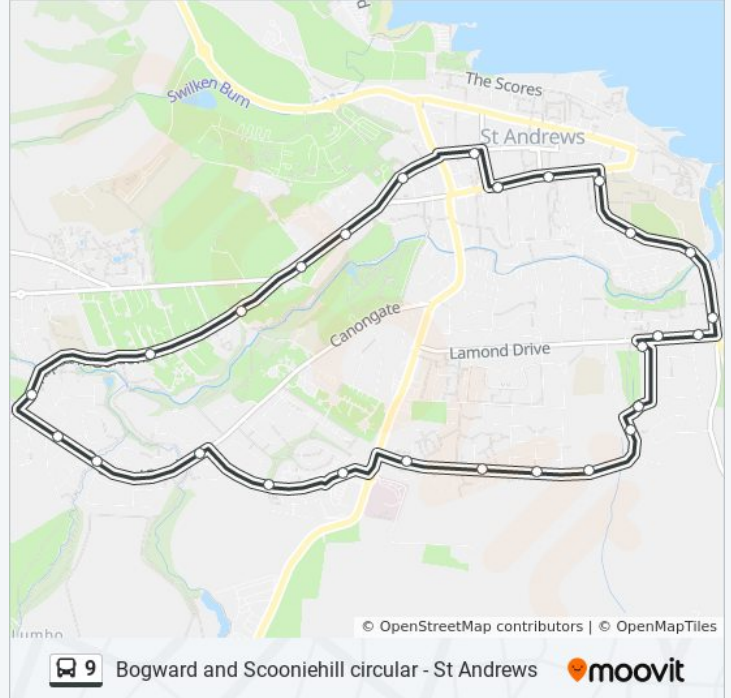 P
The Scores
Swilken Burn
St Andrews
Canongate
Lamond Drive
Lumbo
© OpenStreetMap contributors | © OpenMapTiles
9 Bogward and Scooniehill circular - St Andrews moovit